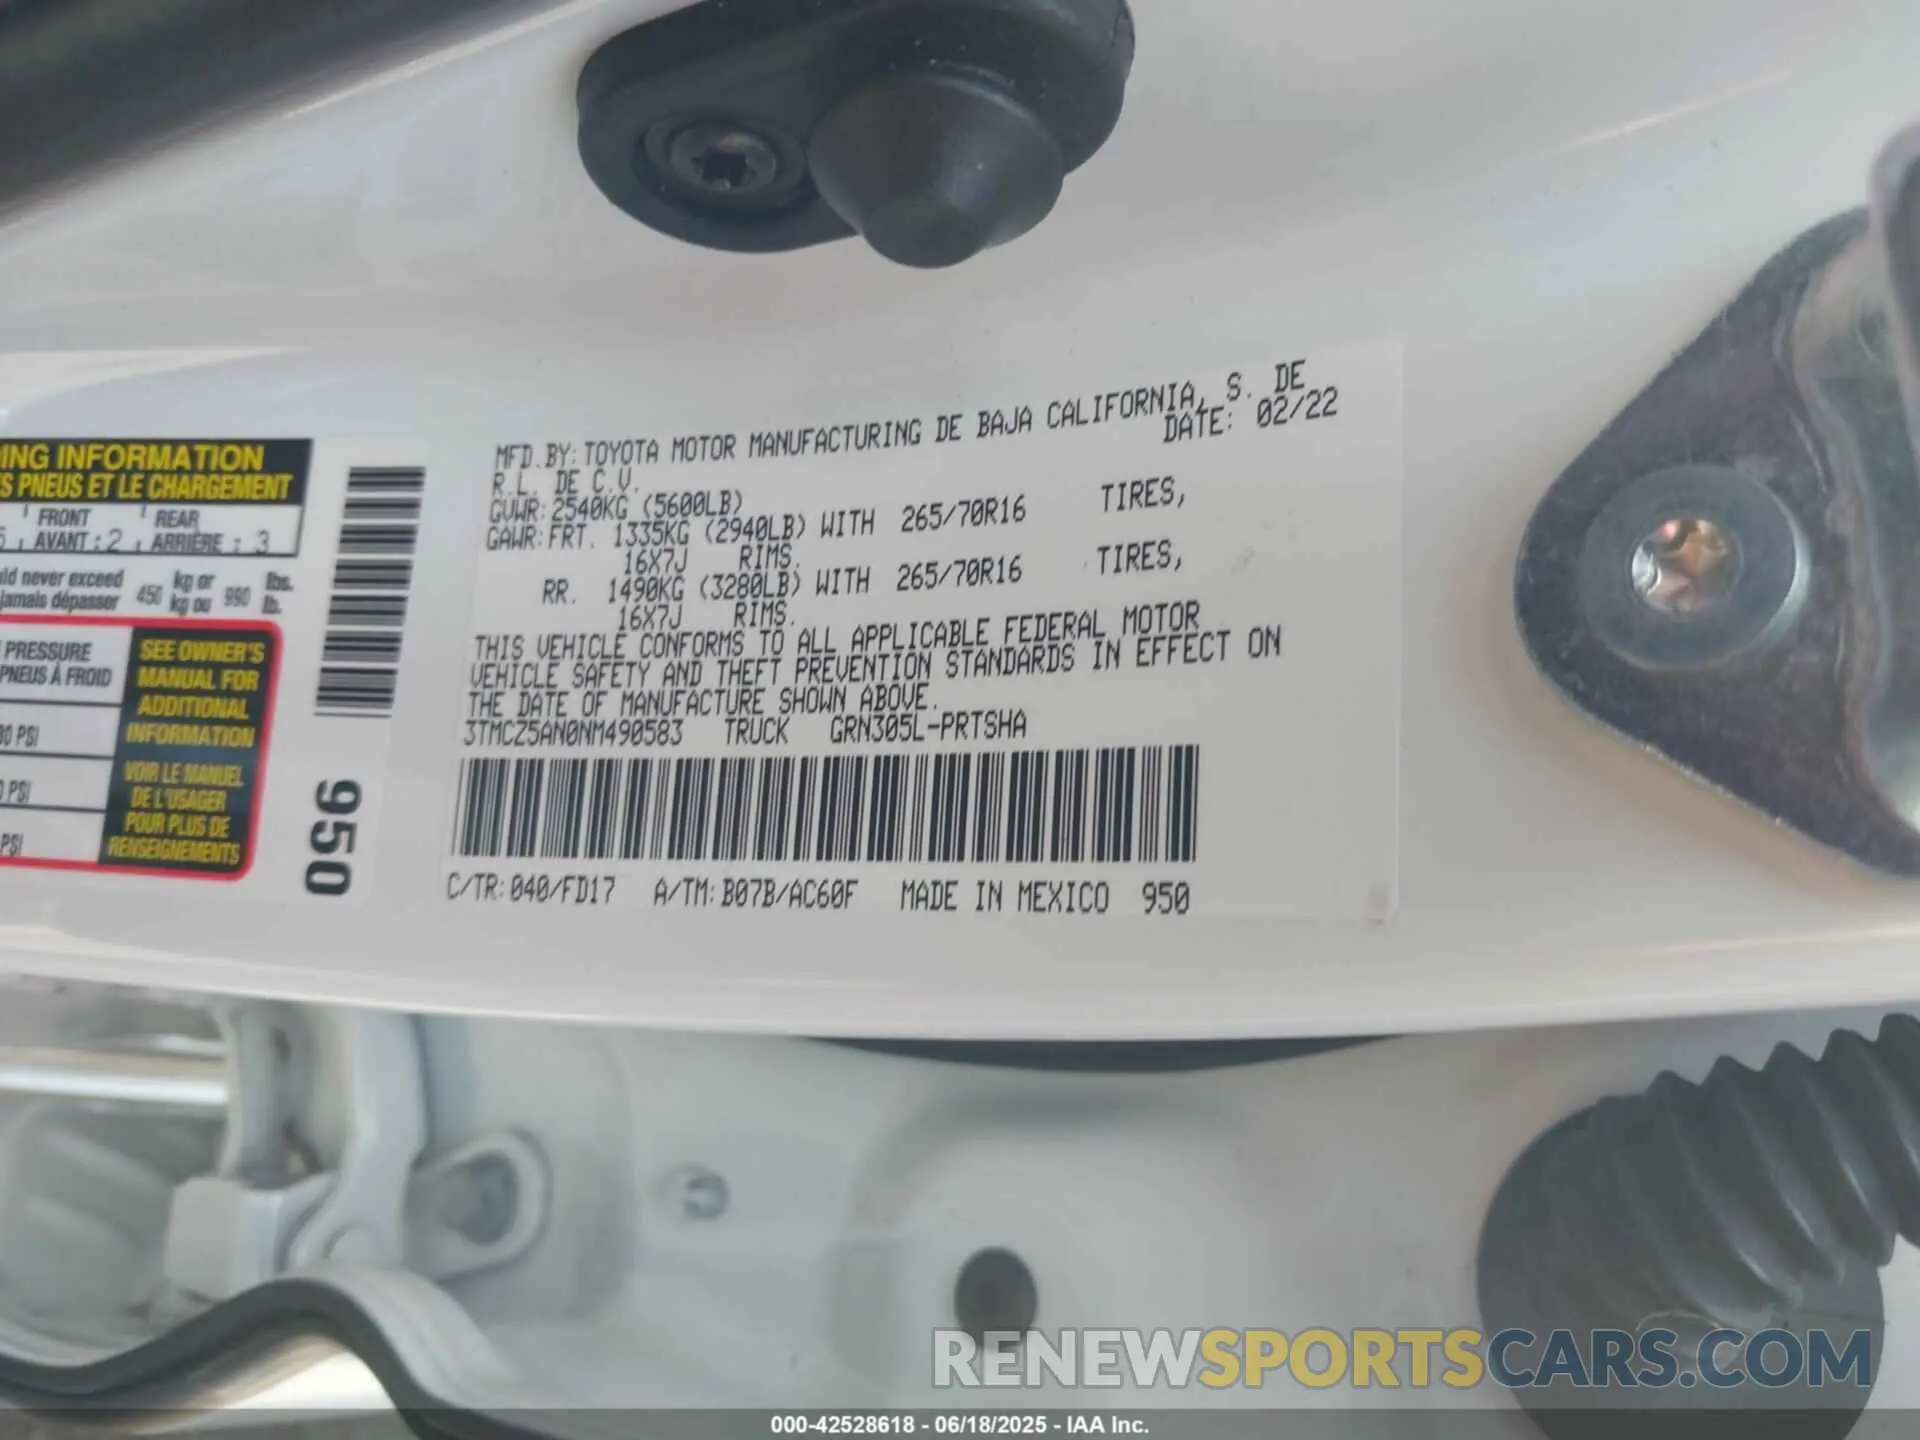 MFD.BY: TOYOTA MOTOR MANUFACTURING DE BAJA CALIFORNIA, S. DE
R.L. DE C.V. DATE: 02/22
GVWR: 2540KG (5600LB)
GAWR: FRT. 1335KG (2940LB) WITH 265/70R16 TIRES,
16X7J RIMS.
RR. 1490KG (3280LB) WITH 265/70R16 TIRES,
16X7J RIMS.
THIS VEHICLE CONFORMS TO ALL APPLICABLE FEDERAL MOTOR
VEHICLE SAFETY AND THEFT PREVENTION STANDARDS IN EFFECT ON
THE DATE OF MANUFACTURE SHOWN ABOVE.
3TMCZ5AN0NM490583 TRUCK GRN305L-PRTSHA
C/TR: 040/FD17 A/TM: B07B/AC60F MADE IN MEXICO 950
ING INFORMATION
S PNEUS ET LE CHARGEMENT
FRONT REAR
AVANT : 2 ARRIÈRE : 3
ld never exceed kg or lbs.
jamais dépasser 450 kg ou 990 lb.
PRESSURE
PNEUS À FROID
PSI
PSI
PSI
SEE OWNER'S
MANUAL FOR
ADDITIONAL
INFORMATION
VOIR LE MANUEL
DE L'USAGER
POUR PLUS DE
RENSEIGNEMENTS
950
RENEWSPORTSCARS.COM
000-42528618 - 06/18/2025 - IAA Inc.